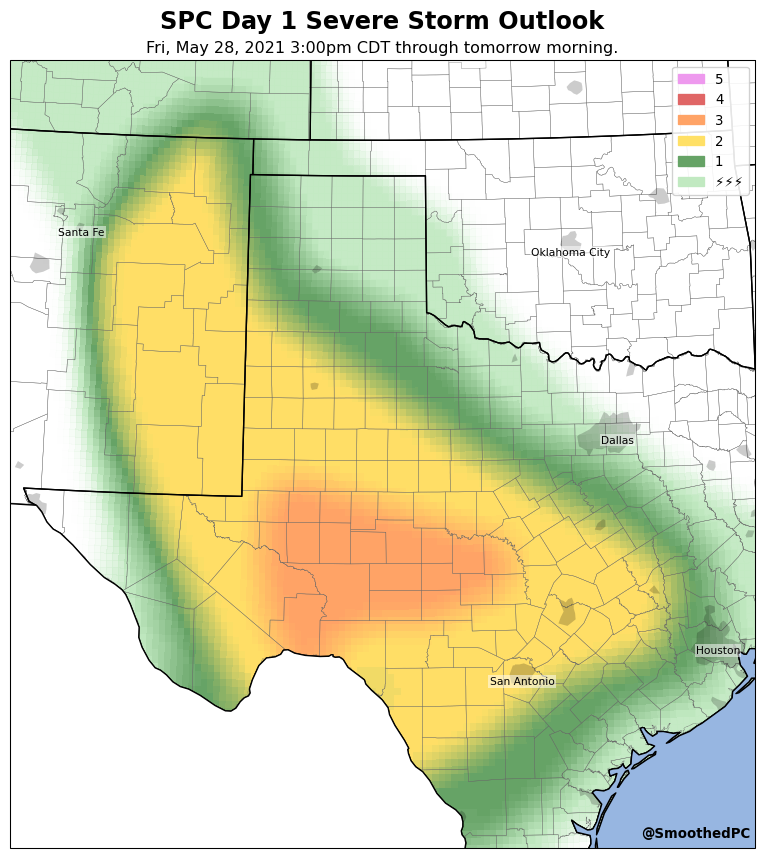 SPC Day 1 Severe Storm Outlook
Fri, May 28, 2021 3:00pm CDT through tomorrow morning.
5
4
3
2
1
⚡⚡⚡
Santa Fe
Oklahoma City
Dallas
Houston
San Antonio
@SmoothedPC